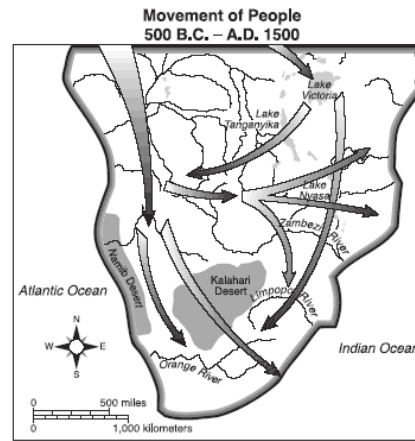 Movement of People
500 B.C. – A.D. 1500
Lake
Victoria
Lake
Tanganyika
Lake
Nyasa
Zambezi River
Namib Desert
Kalahari
Desert
Limpopo River
Atlantic Ocean
Orange River
Indian Ocean
N
W
E
S
0
500 miles
0
1,000 kilometers